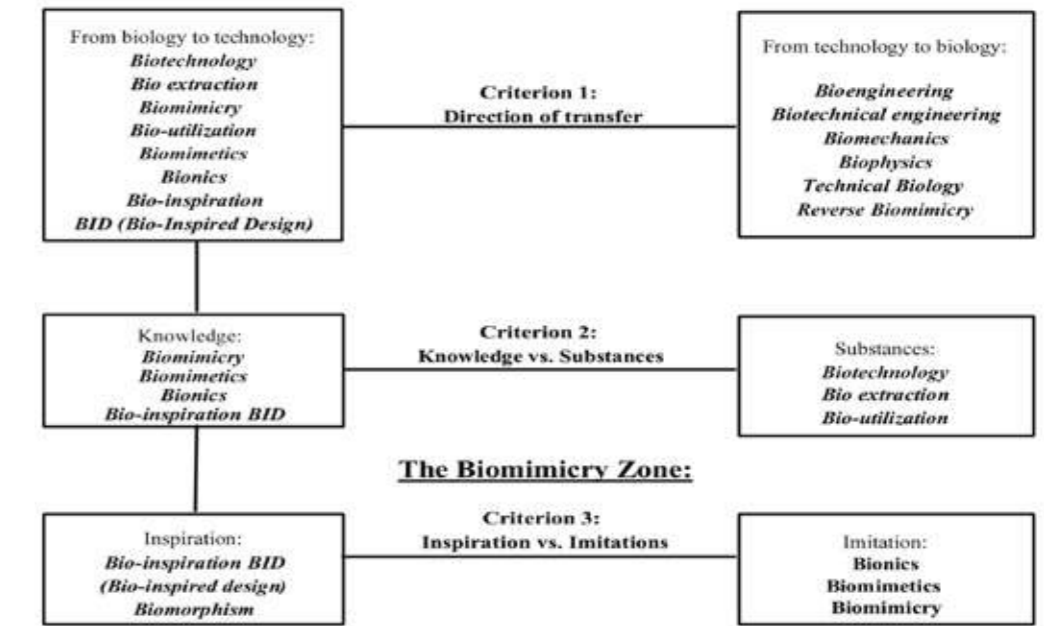 From biology to technology:
Biotechnology
Bio extraction
Biomimicry
Bio-utilization
Biomimetics
Bionics
Bio-inspiration
BID (Bio-Inspired Design)
Criterion 1:
Direction of transfer
From technology to biology:
Bioengineering
Biotechnical engineering
Biomechanics
Biophysics
Technical Biology
Reverse Biomimicry
Knowledge:
Biomimicry
Biomimetics
Bionics
Bio-inspiration BID
Criterion 2:
Knowledge vs. Substances
Substances:
Biotechnology
Bio extraction
Bio-utilization
The Biomimicry Zone:
Inspiration:
Bio-inspiration BID
(Bio-inspired design)
Biomorphism
Criterion 3:
Inspiration vs. Imitations
Imitation:
Bionics
Biomimetics
Biomimicry